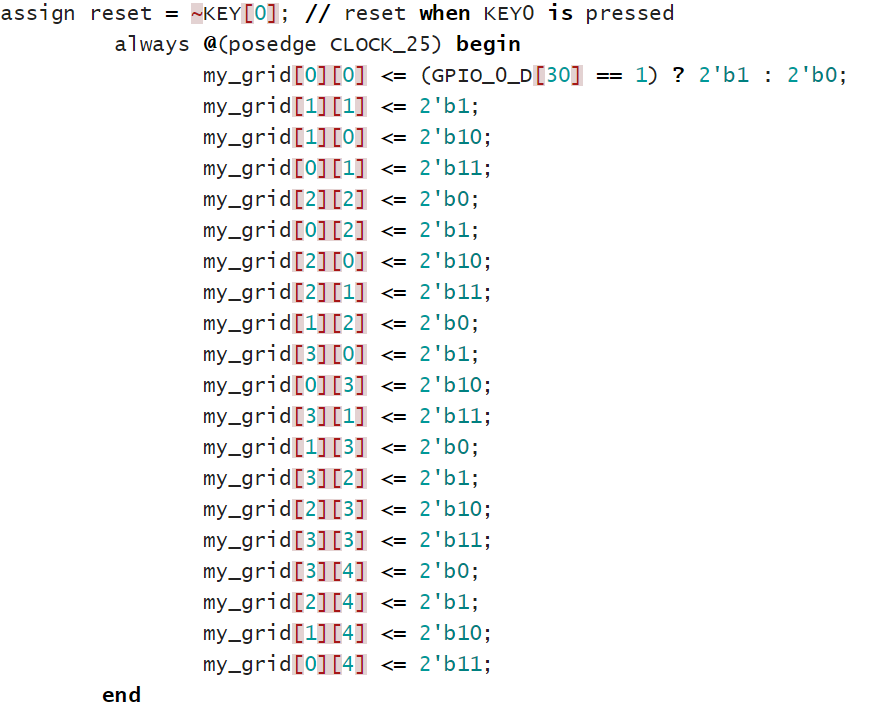 assign reset = ~KEY[0]; // reset when KEY0 is pressed
always @(posedge CLOCK_25) begin
my_grid[0][0] <= (GPIO_0_D[30] == 1) ? 2'b1 : 2'b0;
my_grid[1][1] <= 2'b1;
my_grid[1][0] <= 2'b10;
my_grid[0][1] <= 2'b11;
my_grid[2][2] <= 2'b0;
my_grid[0][2] <= 2'b1;
my_grid[2][0] <= 2'b10;
my_grid[2][1] <= 2'b11;
my_grid[1][2] <= 2'b0;
my_grid[3][0] <= 2'b1;
my_grid[0][3] <= 2'b10;
my_grid[3][1] <= 2'b11;
my_grid[1][3] <= 2'b0;
my_grid[3][2] <= 2'b1;
my_grid[2][3] <= 2'b10;
my_grid[3][3] <= 2'b11;
my_grid[3][4] <= 2'b0;
my_grid[2][4] <= 2'b1;
my_grid[1][4] <= 2'b10;
my_grid[0][4] <= 2'b11;
end